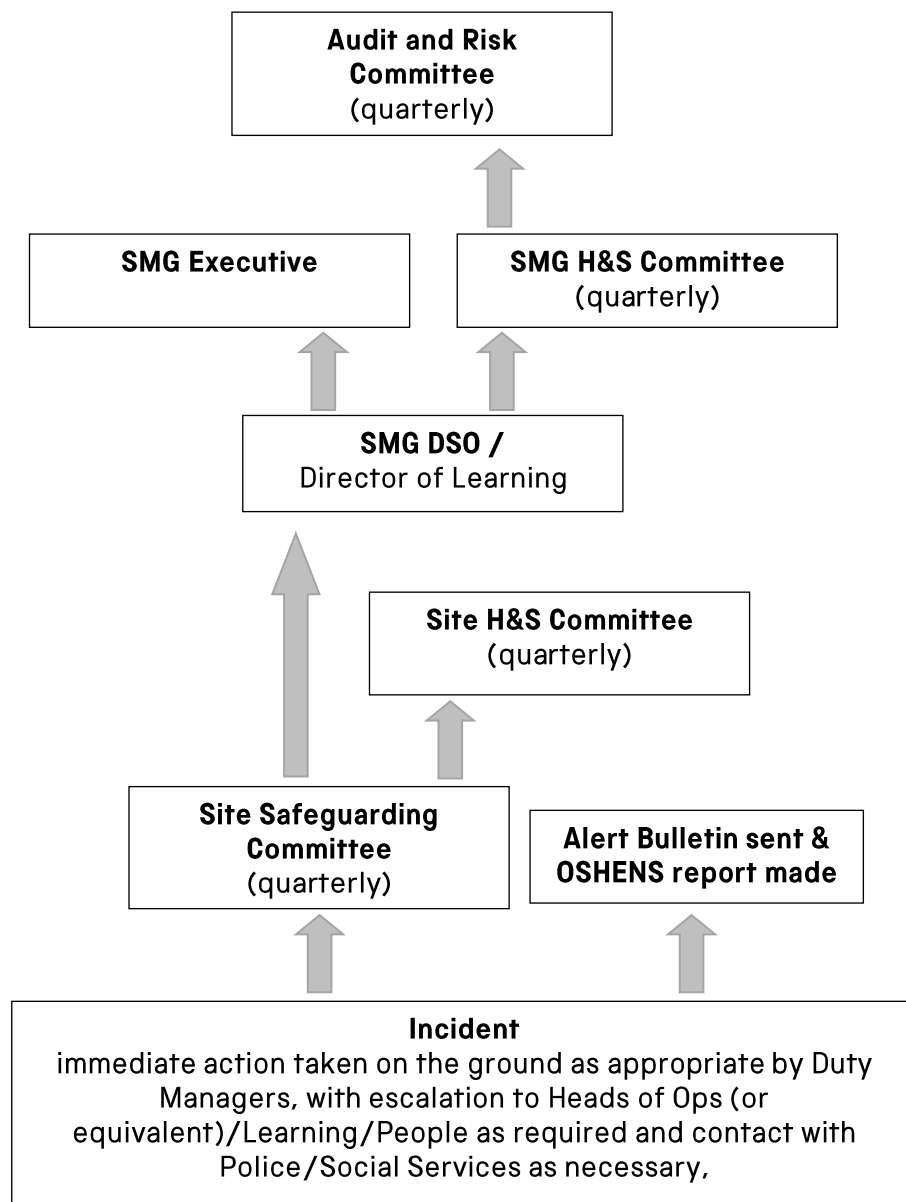 Audit and Risk
Committee
(quarterly)
SMG Executive
SMG H&S Committee
(quarterly)
SMG DSO /
Director of Learning
Site H&S Committee
(quarterly)
Site Safeguarding
Committee
(quarterly)
Alert Bulletin sent &
OSHENS report made
Incident
immediate action taken on the ground as appropriate by Duty
Managers, with escalation to Heads of Ops (or
equivalent)/Learning/People as required and contact with
Police/Social Services as necessary,